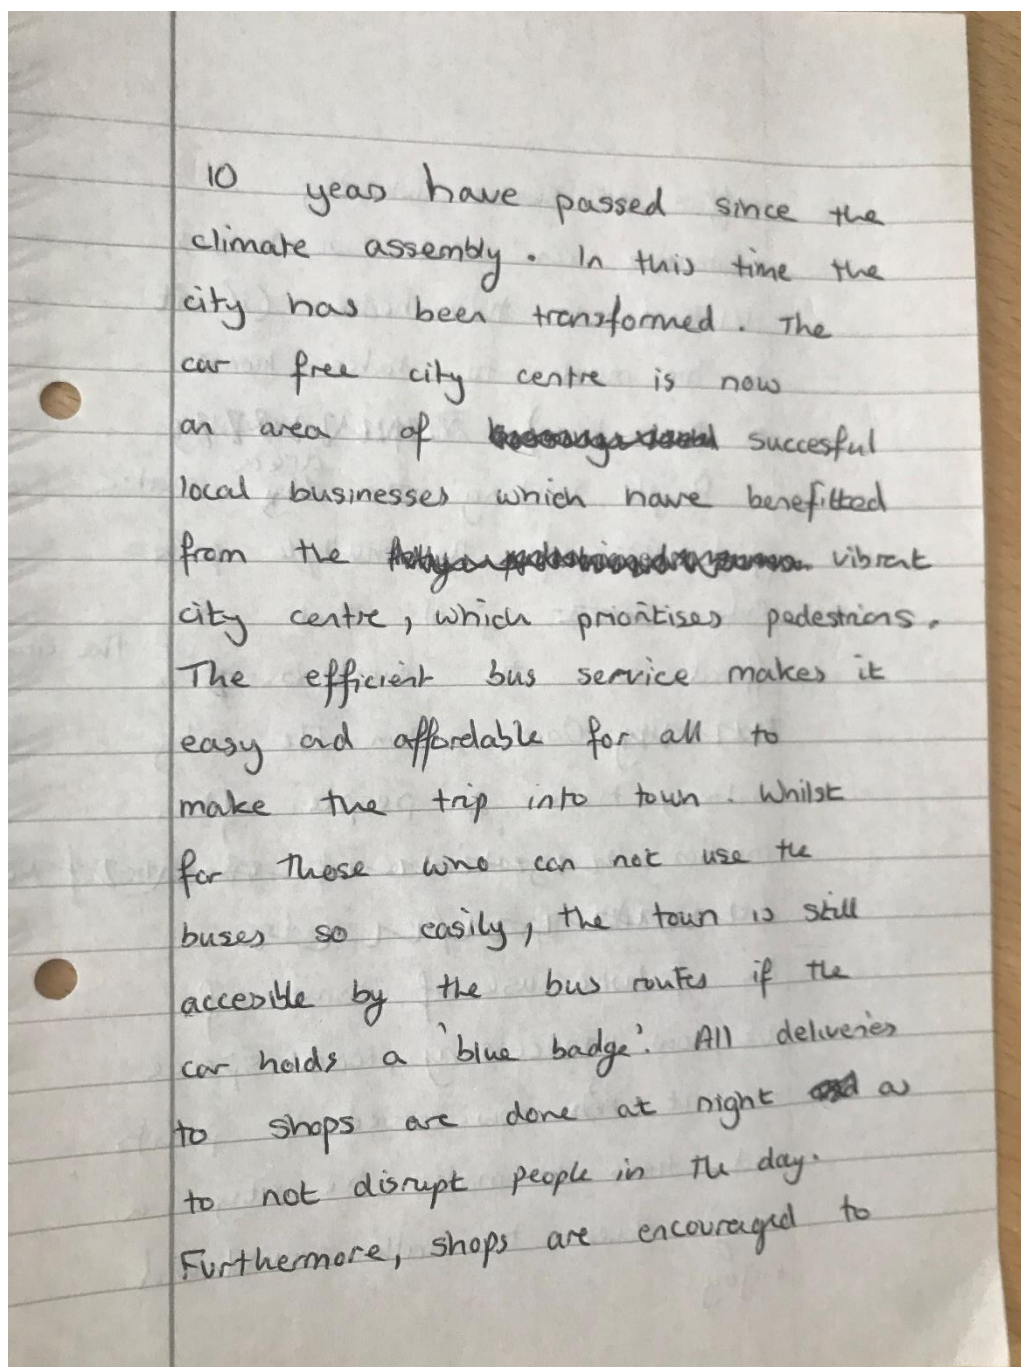 10 years have passed since the
climate assembly. In this time the
city has been transformed. The
car free city centre is now
an area of succesful
local businesses which have benefitted
from the vibrant
city centre, which prioritises pedestrians.
The efficient bus service makes it
easy and affordable for all to
make the trip into town. Whilst
for those who can not use the
buses so easily, the town is still
accesible by the bus routes if the
car holds a 'blue badge'. All deliveries
to shops are done at night as
to not disrupt people in the day.
Furthermore, shops are encouraged to